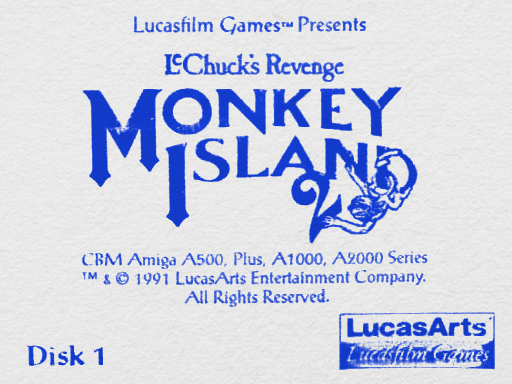 Lucasfilm Games™ Presents
LeChuck's Revenge
MONKEY
ISLAND
2
CBM Amiga A500, Plus, A1000, A2000 Series
™ & © 1991 LucasArts Entertainment Company.
All Rights Reserved.
Disk 1
LucasArts
Lucasfilm Games